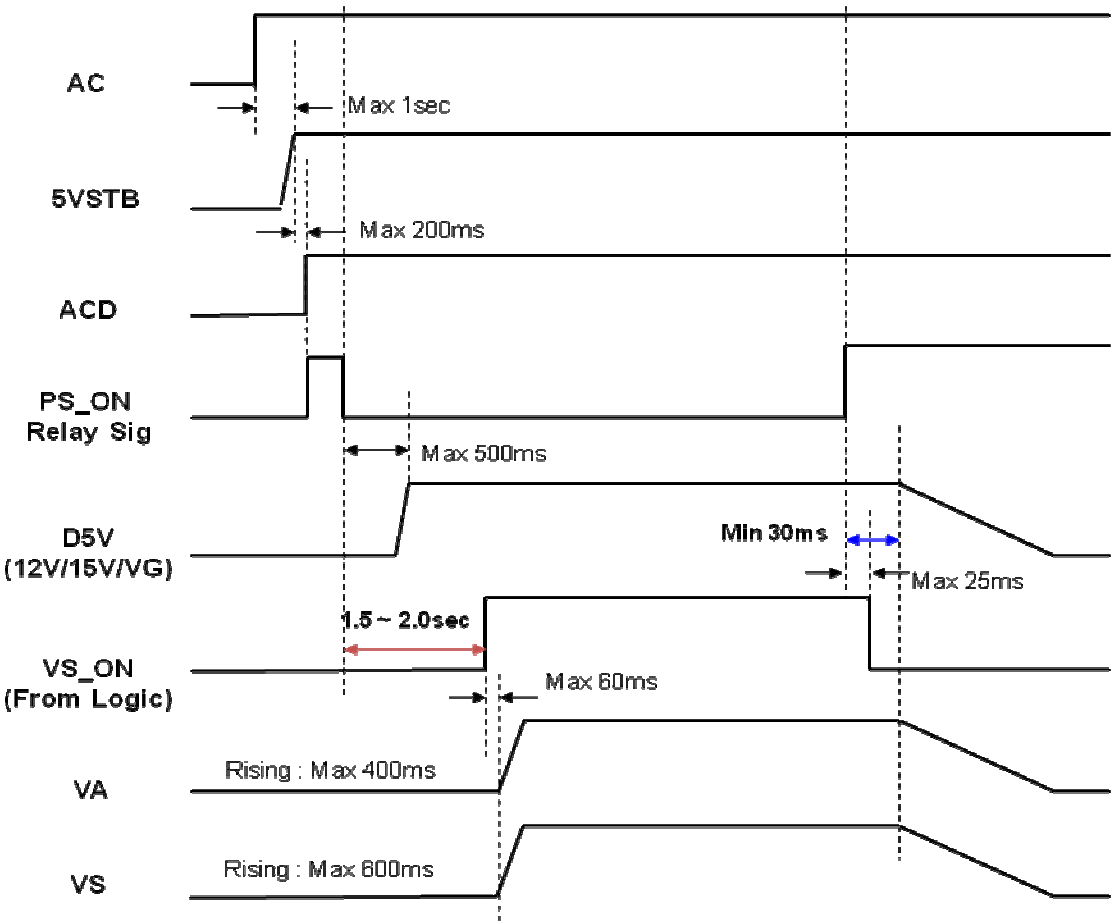 AC
Max 1sec
5VSTB
Max 200ms
ACD
PS_ON
Relay Sig
Max 500ms
D5V
(12V/15V/VG)
Min 30ms
Max 25ms
1.5 ~ 2.0sec
VS_ON
(From Logic)
Max 60ms
Rising : Max 400ms
VA
Rising : Max 600ms
VS